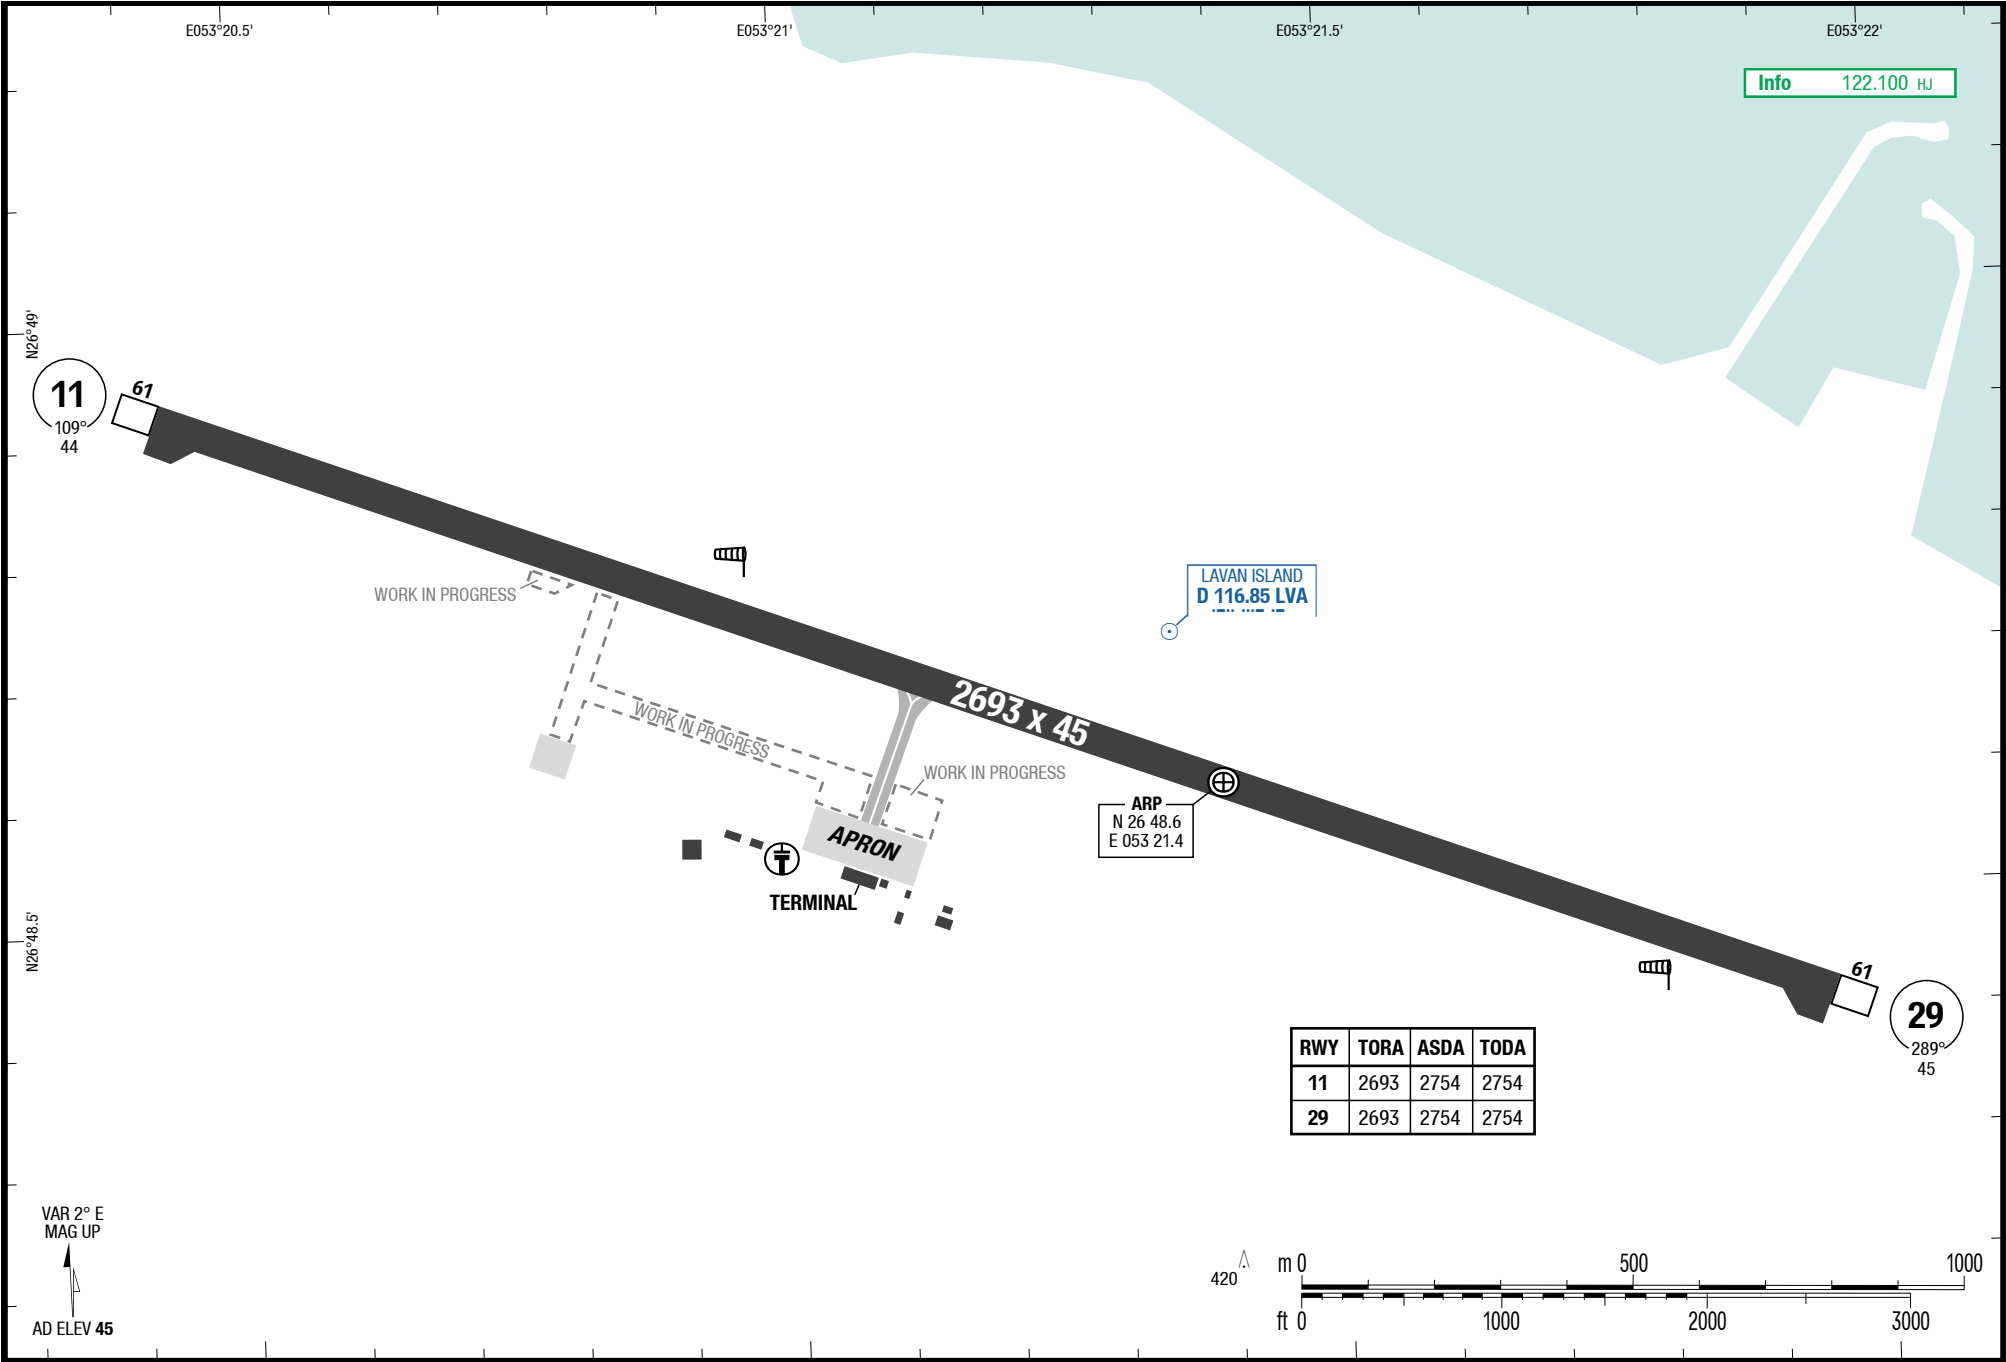 E053°20.5'
E053°21'
E053°21.5'
E053°22'
Info 122.100 HJ
N26°49'
11
109°
44
61
WORK IN PROGRESS
LAVAN ISLAND
D 116.85 LVA
2693 x 45
WORK IN PROGRESS
WORK IN PROGRESS
ARP
N 26 48.6
E 053 21.4
APRON
TERMINAL
N26°48.5'
61
29
289°
45
RWY TORA ASDA TODA
11 2693 2754 2754
29 2693 2754 2754
VAR 2° E
MAG UP
AD ELEV 45
420
m 0 500 1000
ft 0 1000 2000 3000